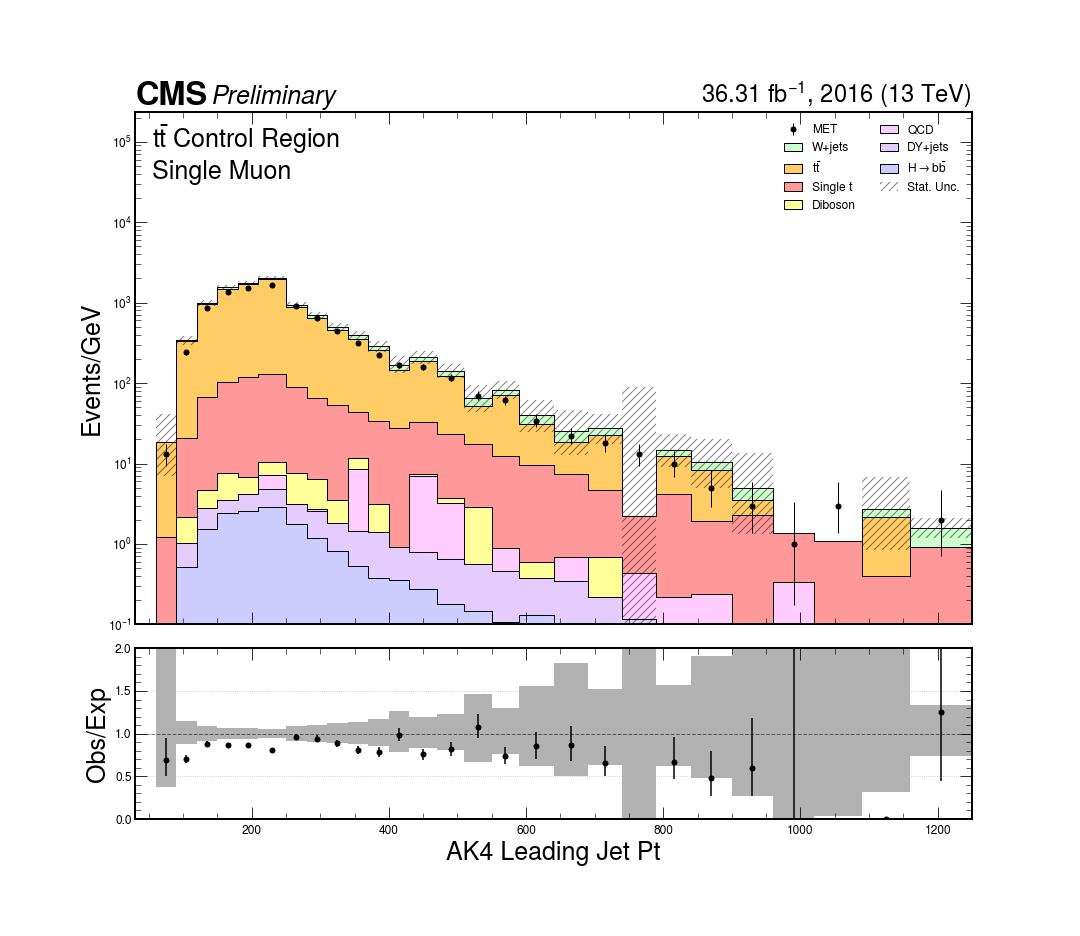 CMS Preliminary 36.31 fb⁻¹, 2016 (13 TeV)
tt̄ Control Region
Single Muon
MET
W+jets
tt̄
Single t
Diboson
QCD
DY+jets
H→bb̄
Stat. Unc.
Events/GeV
10⁵
10⁴
10³
10²
10¹
10⁰
10⁻¹
Obs/Exp
2.0
1.5
1.0
0.5
0.0
200 400 600 800 1000 1200
AK4 Leading Jet Pt